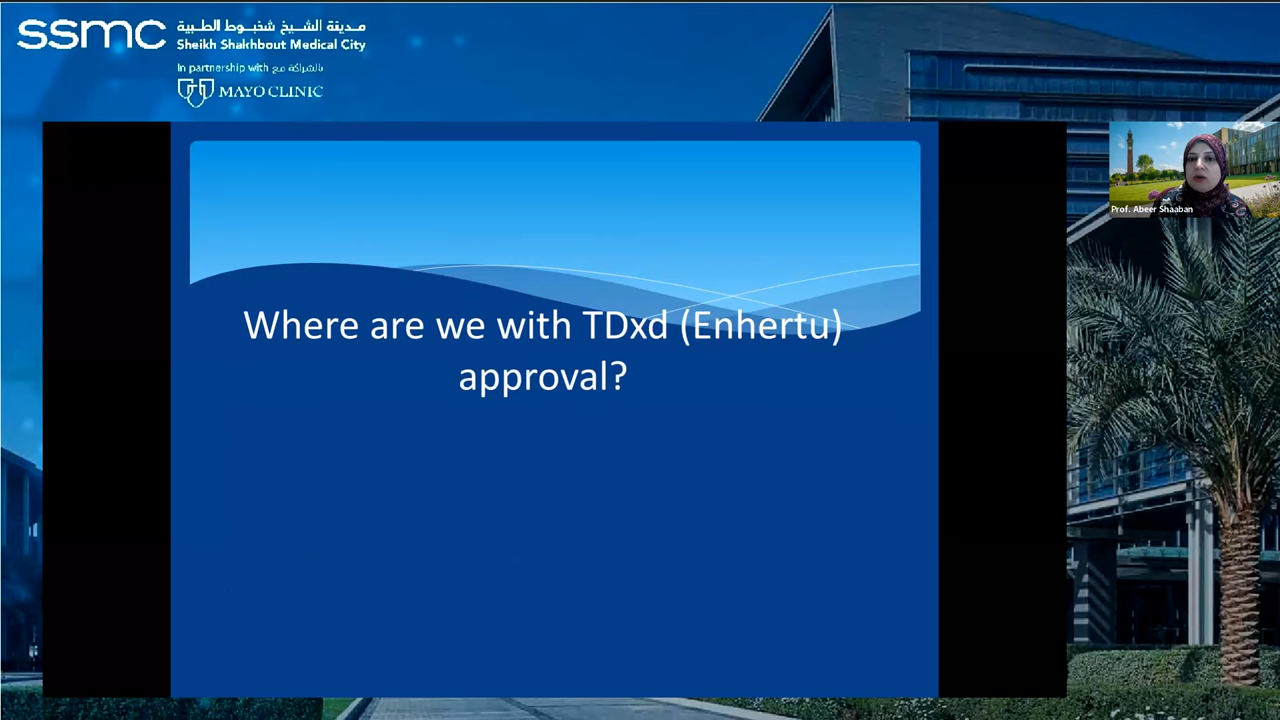 ssmc
مدينة الشيخ شخبوط الطبية
Sheikh Shakhbout Medical City
In partnership with بالشراكة مع
MAYO CLINIC
Where are we with TDxd (Enhertu)
approval?
Prof. Abeer Shaaban